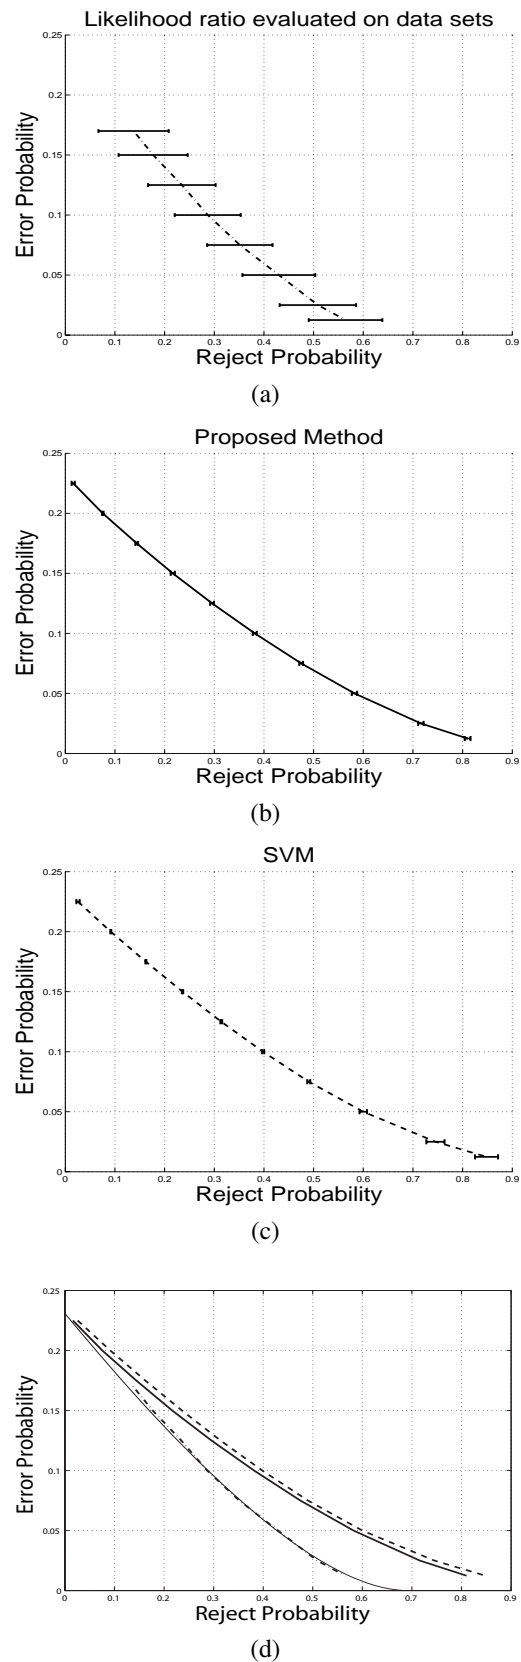 Likelihood ratio evaluated on data sets
0.25
0.2
0.15
0.1
0.05
0
Error Probability
0 0.1 0.2 0.3 0.4 0.5 0.6 0.7 0.8 0.9
Reject Probability
(a)
Proposed Method
0.25
0.2
0.15
0.1
0.05
0
Error Probability
0 0.1 0.2 0.3 0.4 0.5 0.6 0.7 0.8 0.9
Reject Probability
(b)
SVM
0.25
0.2
0.15
0.1
0.05
0
Error Probability
0 0.1 0.2 0.3 0.4 0.5 0.6 0.7 0.8 0.9
Reject Probability
(c)
0.25
0.2
0.15
0.1
0.05
0
Error Probability
0 0.1 0.2 0.3 0.4 0.5 0.6 0.7 0.8 0.9
Reject Probability
(d)